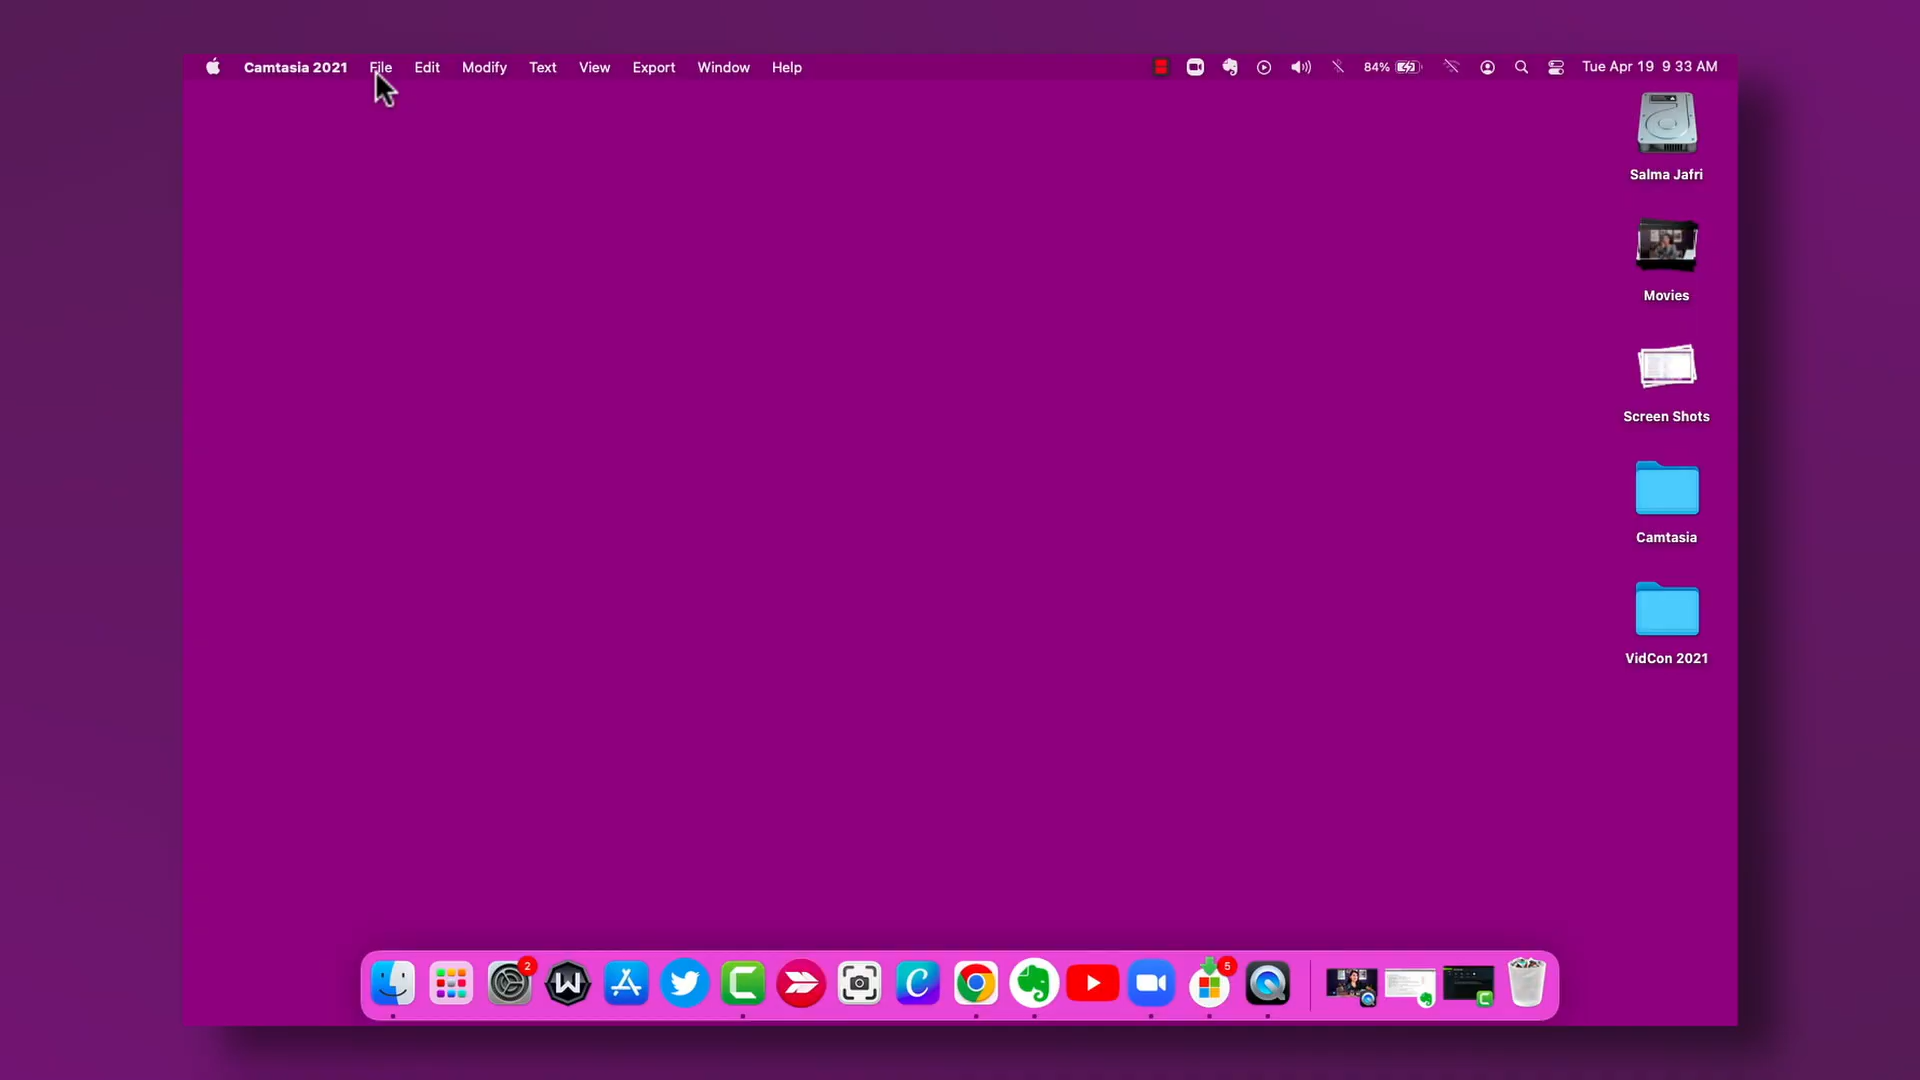 Camtasia 2021 File Edit Modify Text View Export Window Help 84% Tue Apr 19 9 33 AM
Salma Jafri
Movies
Screen Shots
Camtasia
VidCon 2021
2 5